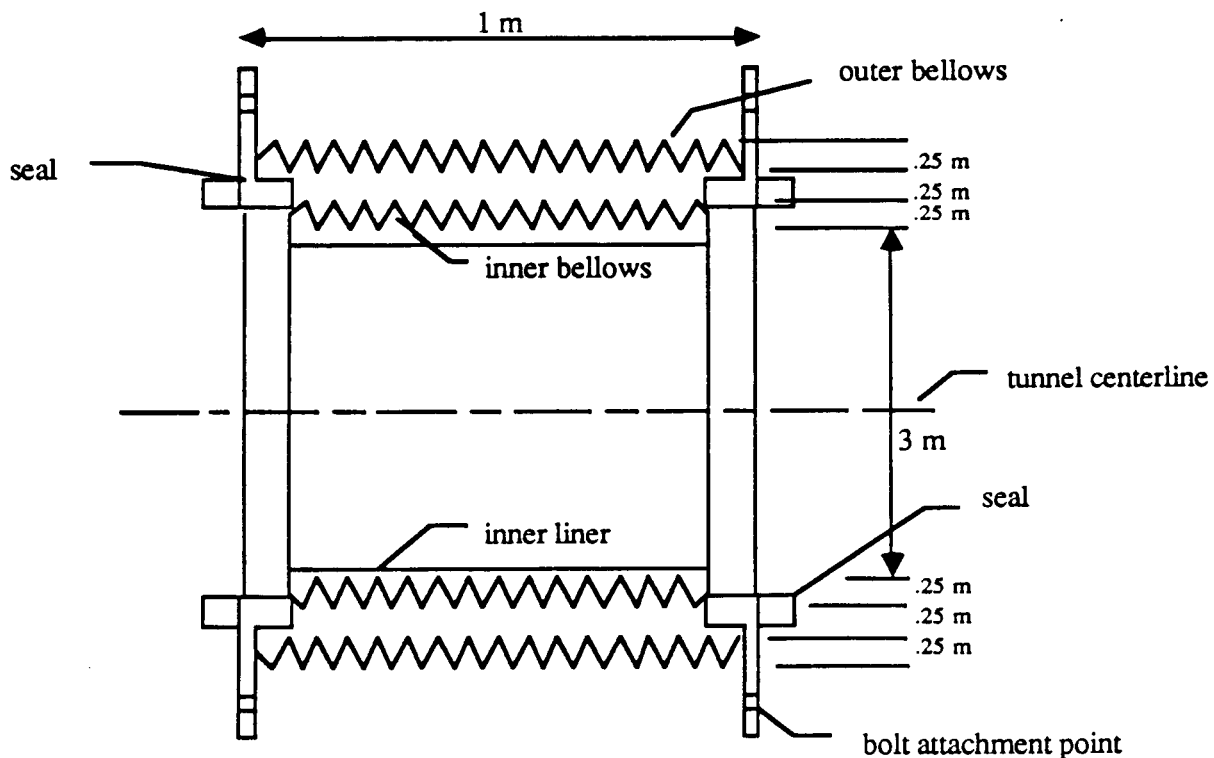 1 m
outer bellows
seal
.25 m
.25 m
.25 m
inner bellows
tunnel centerline
3 m
seal
inner liner
.25 m
.25 m
.25 m
bolt attachment point